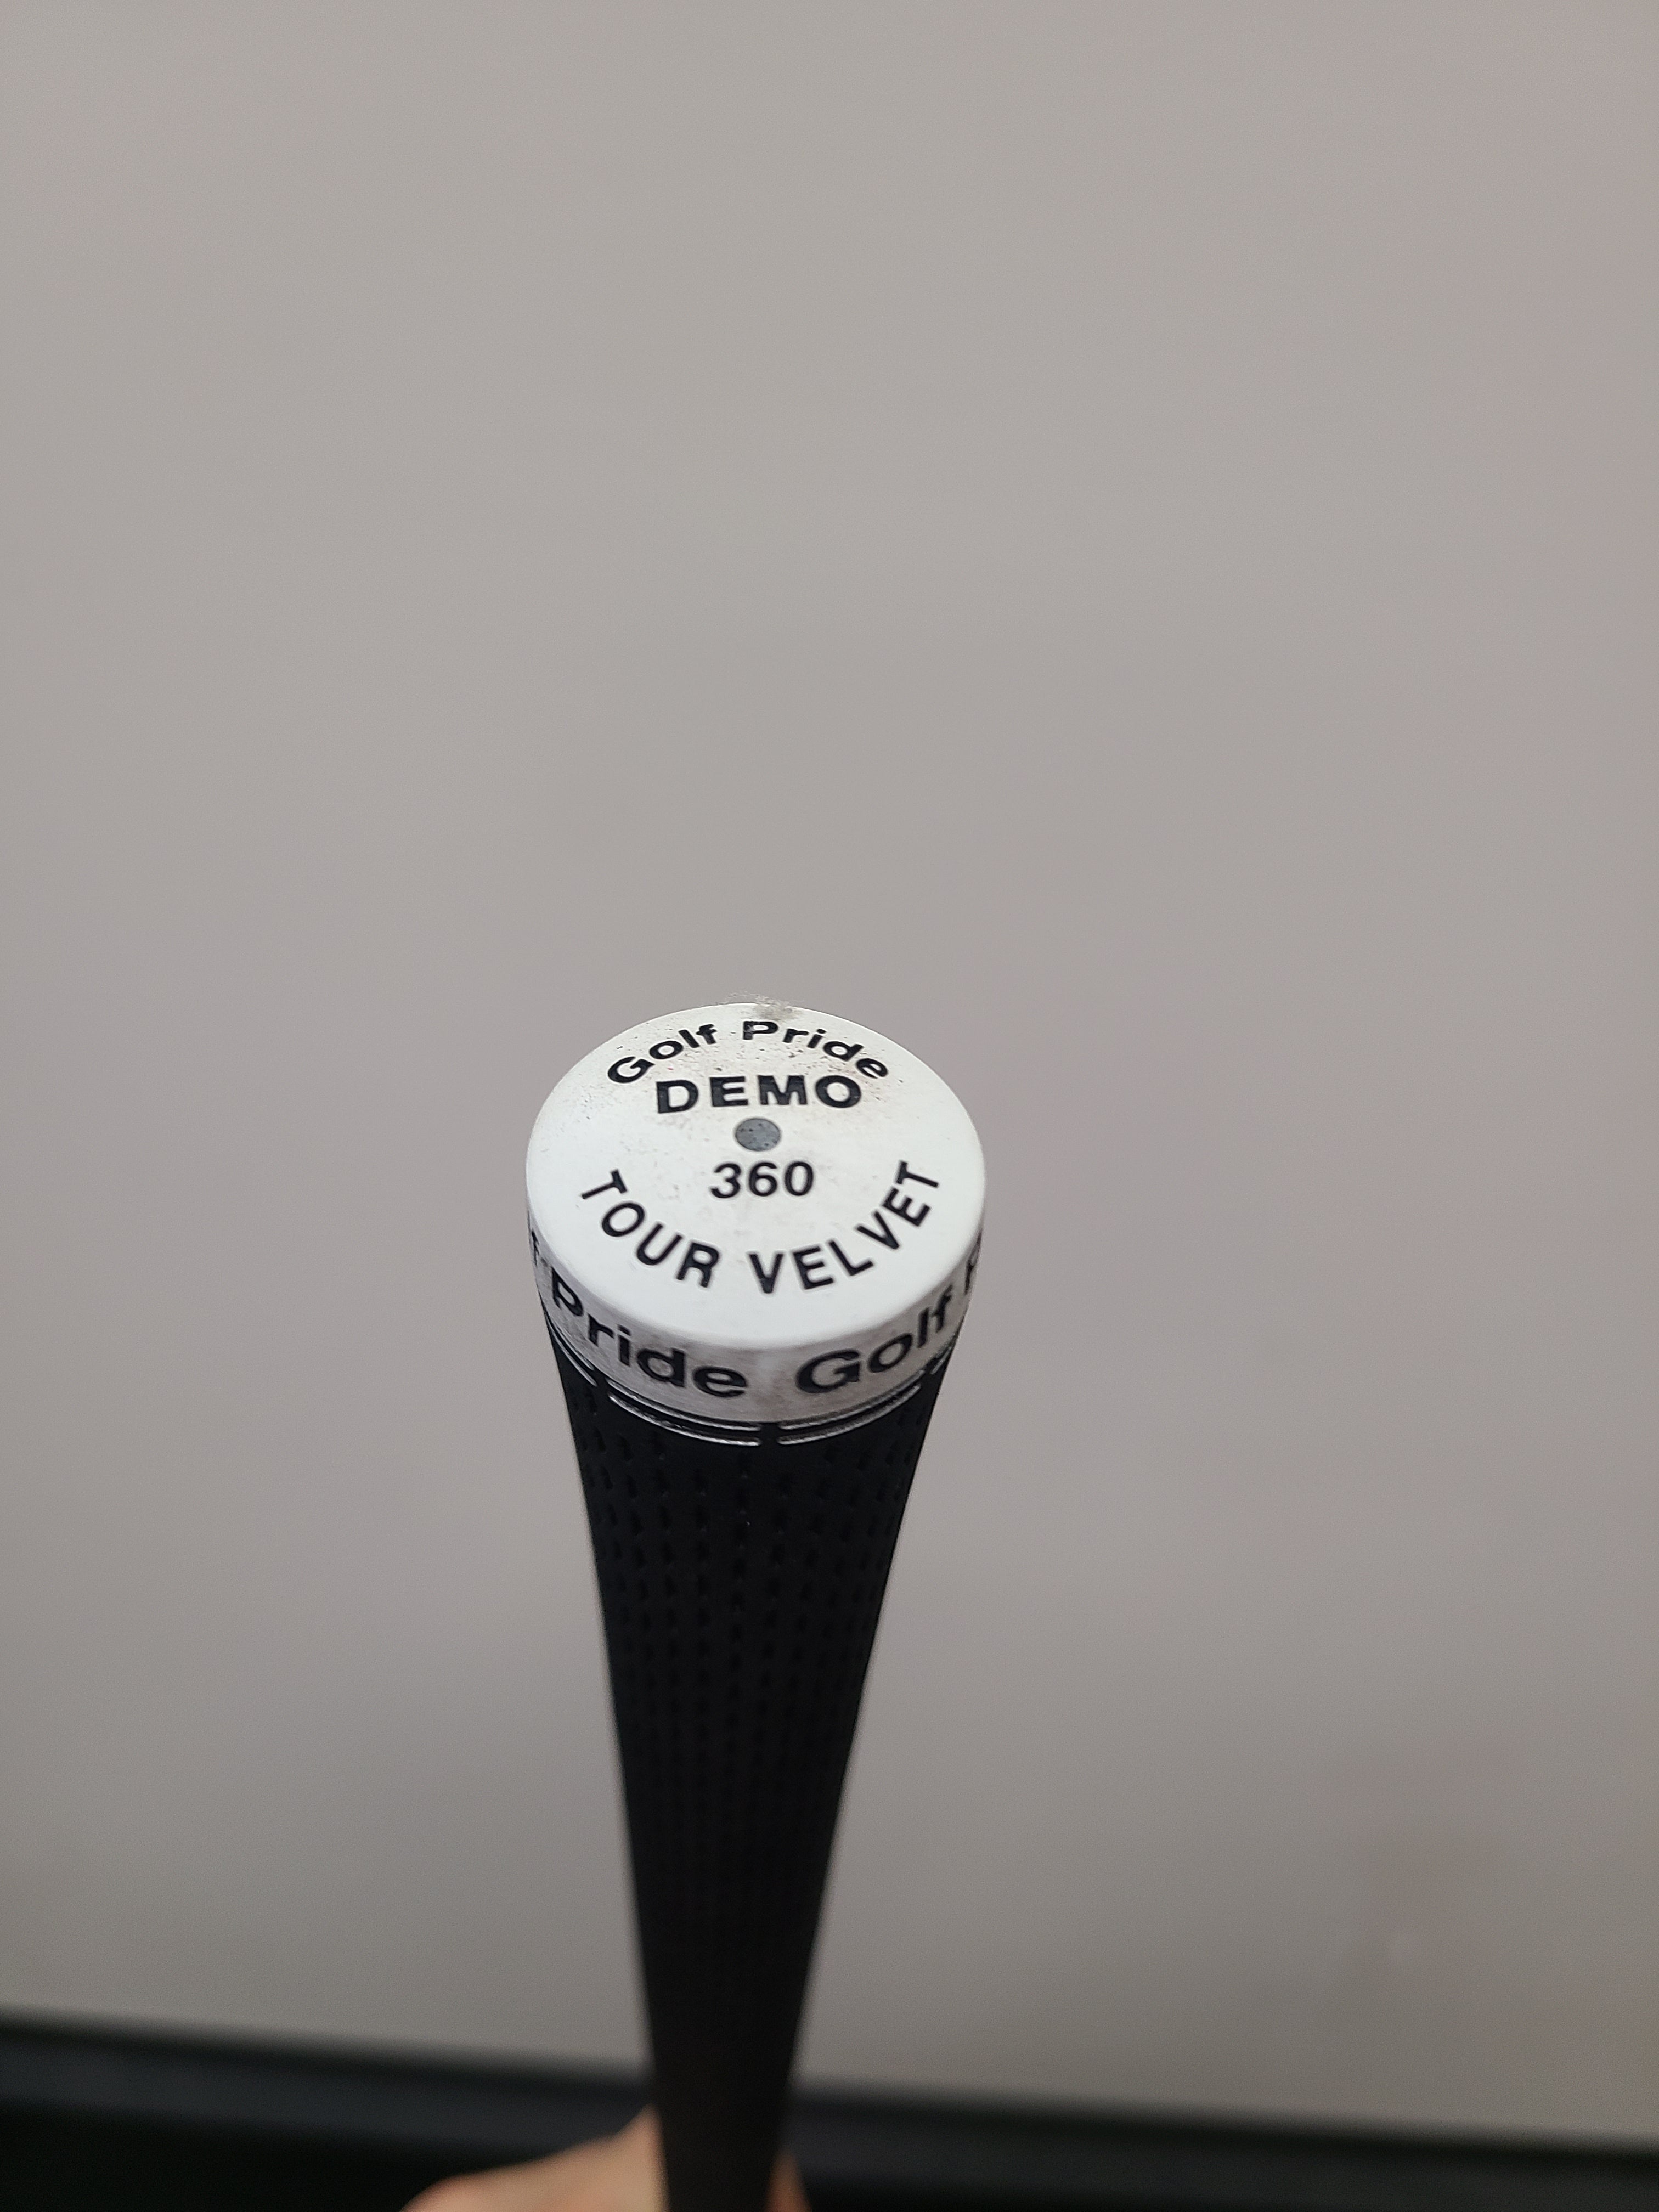 Golf Pride
DEMO
360
TOUR VELVET
Pride Golf